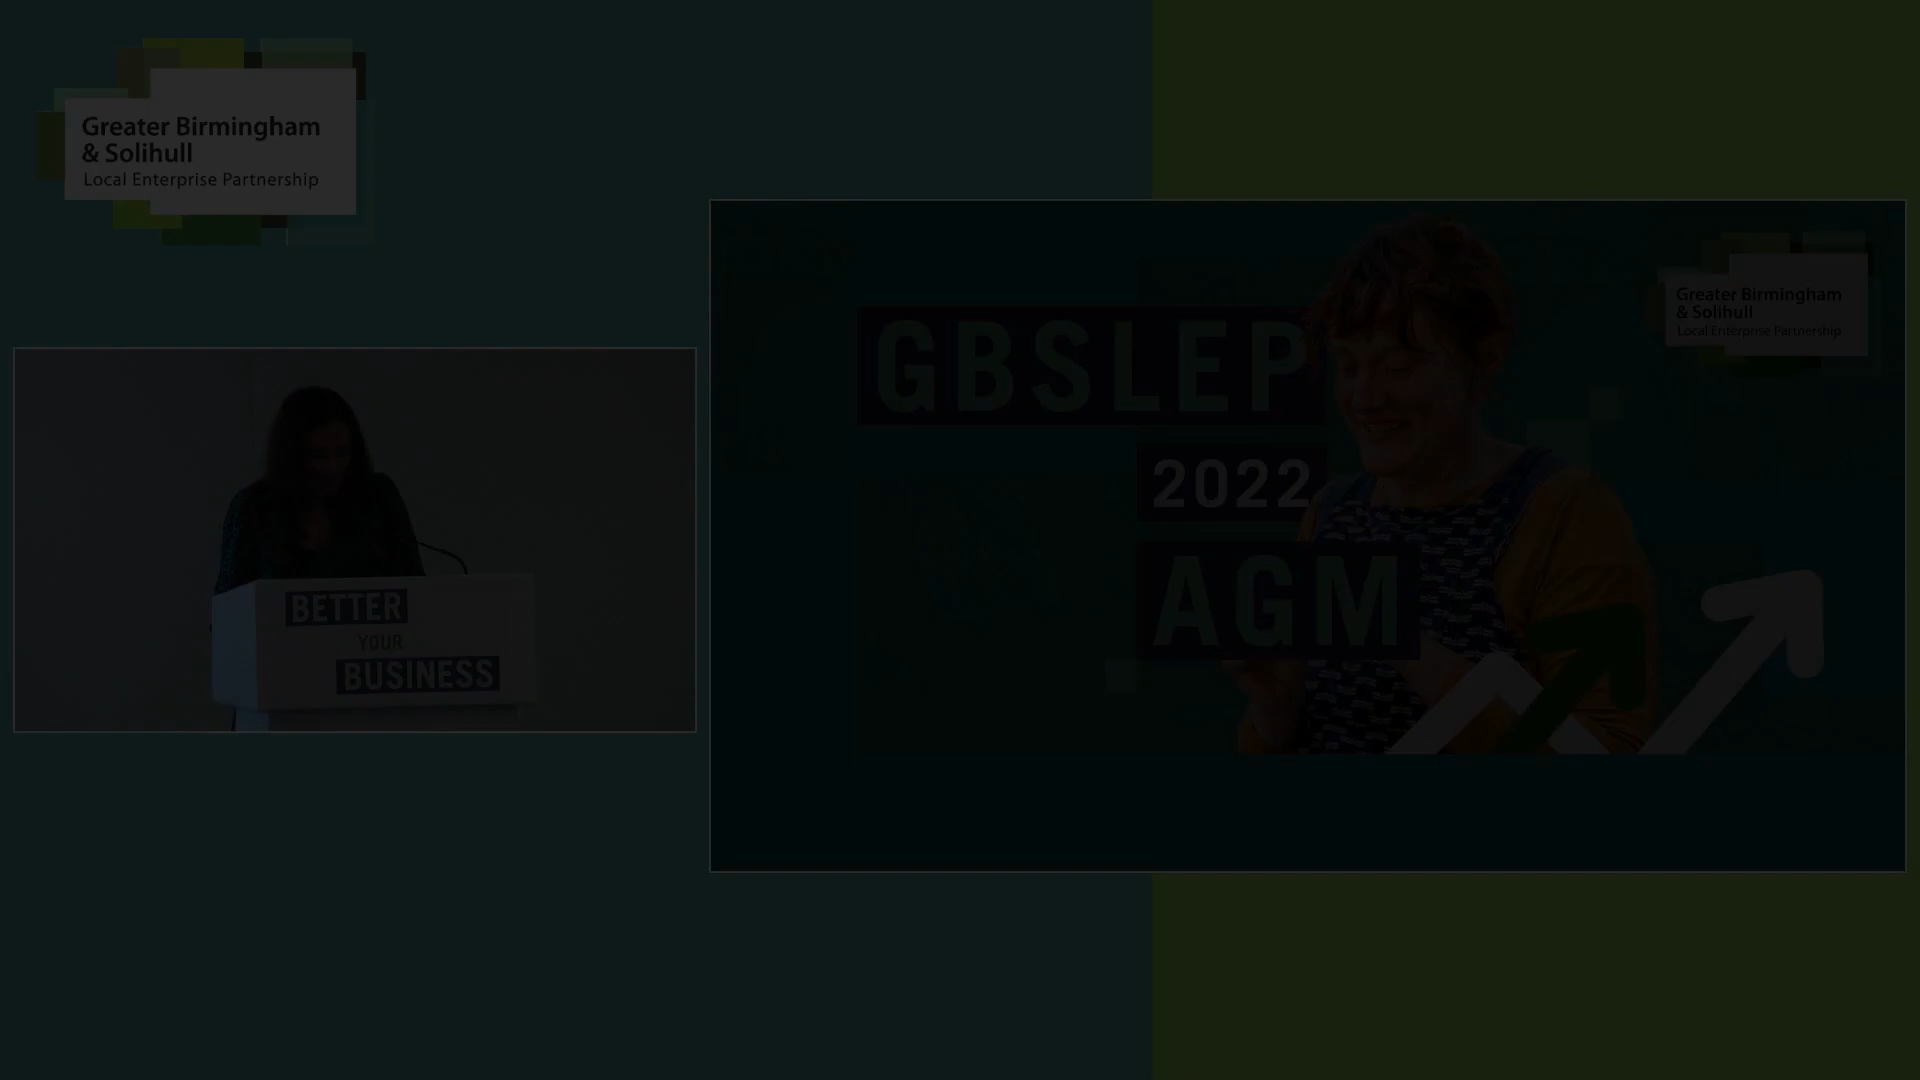 Greater Birmingham
& Solihull
Local Enterprise Partnership
BETTER
YOUR
BUSINESS
GBSLEP
2022
AGM
Greater Birmingham
& Solihull
Local Enterprise Partnership